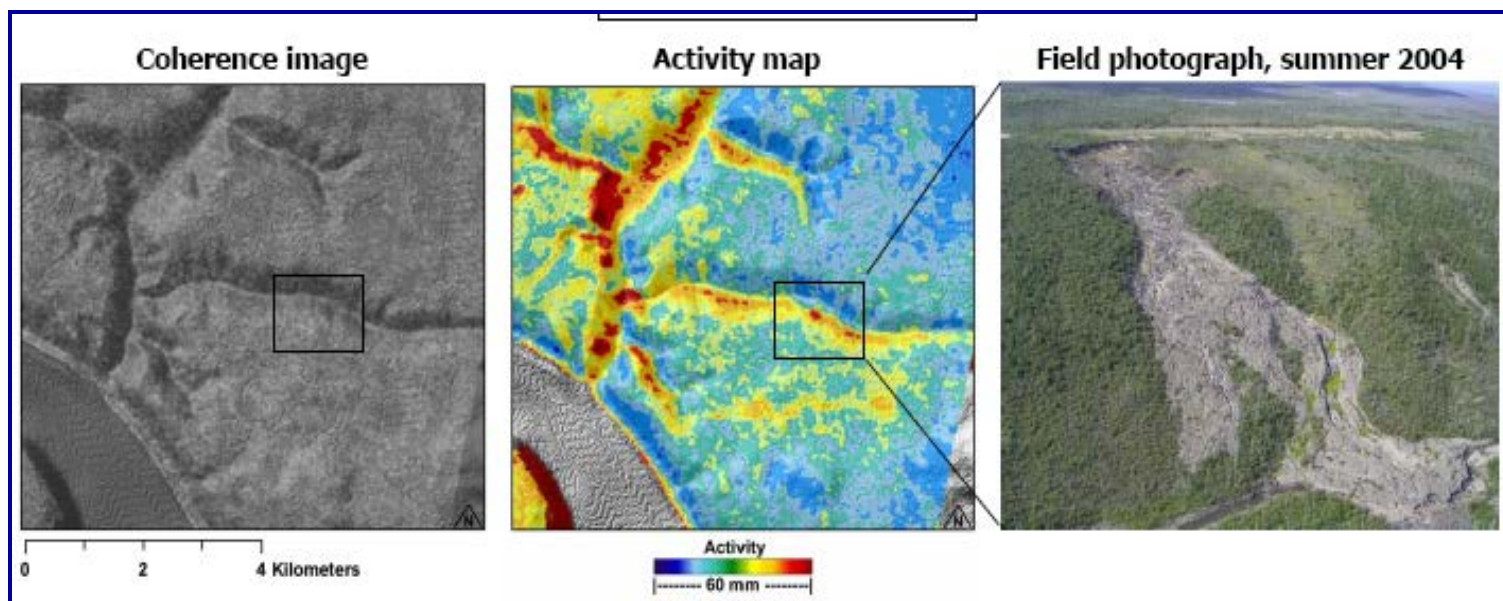 Coherence image
Activity map
Field photograph, summer 2004
N
N
0
2
4 Kilometers
Activity
|-------- 60 mm --------|